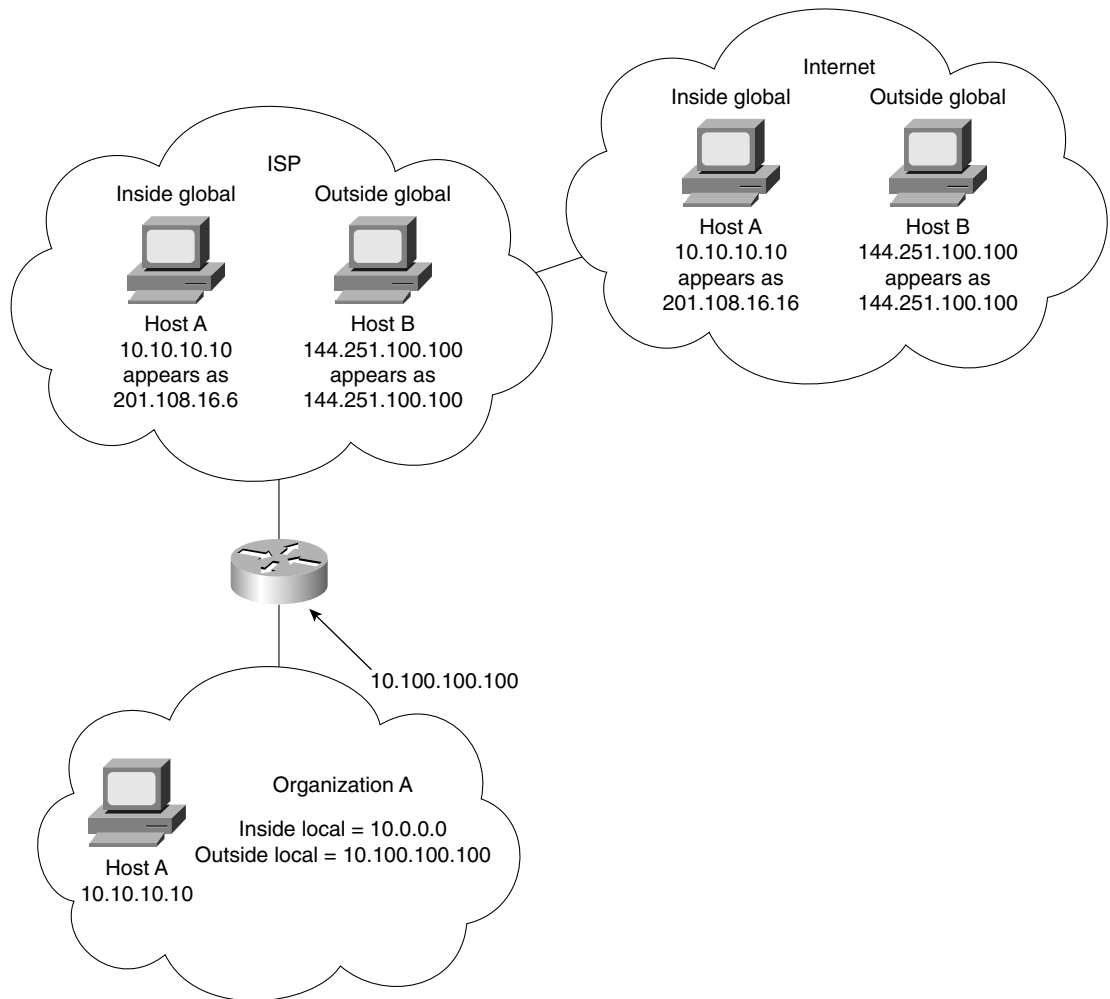 Internet
Inside global
Outside global
Host A
10.10.10.10
appears as
201.108.16.16
Host B
144.251.100.100
appears as
144.251.100.100
ISP
Inside global
Outside global
Host A
10.10.10.10
appears as
201.108.16.6
Host B
144.251.100.100
appears as
144.251.100.100
10.100.100.100
Organization A
Inside local = 10.0.0.0
Outside local = 10.100.100.100
Host A
10.10.10.10